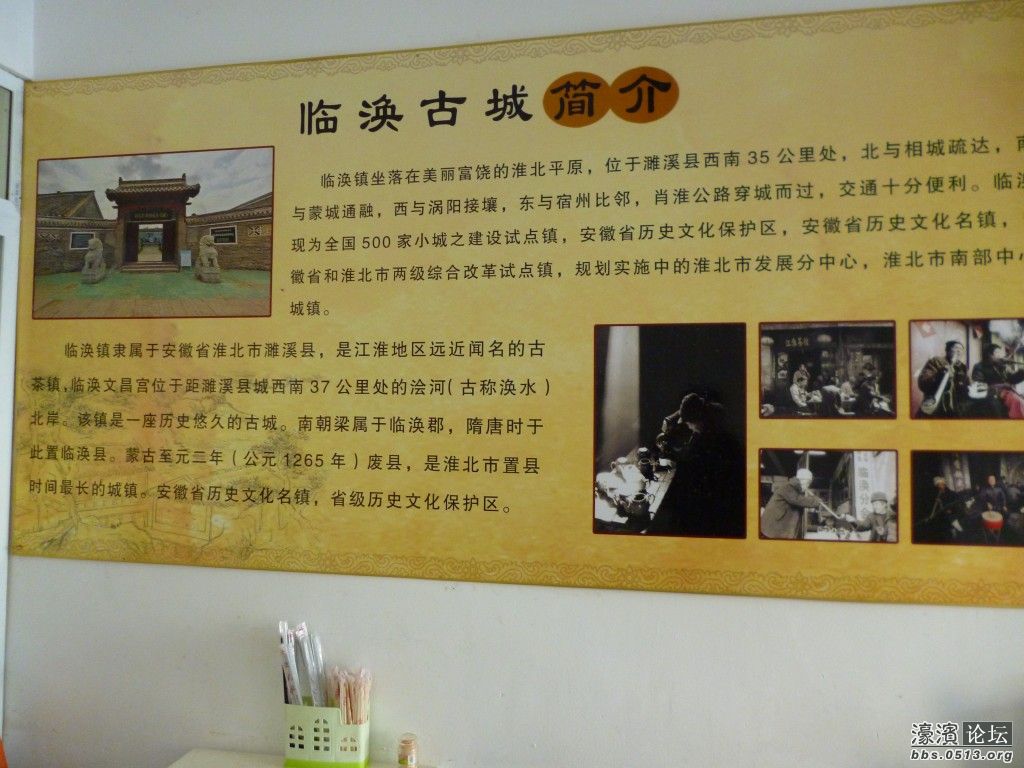 临涣古城简介
临涣镇坐落在美丽富饶的淮北平原，位于濉溪县西南 35 公里处，北与相城疏达，南
与蒙城通融，西与涡阳接壤，东与宿州比邻，肖淮公路穿城而过，交通十分便利。临涣
现为全国 500 家小城之建设试点镇，安徽省历史文化保护区，安徽省历史文化名镇，
徽省和淮北市两级综合改革试点镇，规划实施中的淮北市发展分中心，淮北市南部中心
城镇。
临涣镇隶属于安徽省淮北市濉溪县，是江淮地区远近闻名的古
茶镇，临涣文昌宫位于距濉溪县城西南 37 公里处的浍河（古称涣水）
北岸。该镇是一座历史悠久的古城。南朝梁属于临涣郡，隋唐时于
此置临涣县。蒙古至元二年（公元 1265 年）废县，是淮北市置县
时间最长的城镇。安徽省历史文化名镇，省级历史文化保护区。
濠滨论坛
bbs.0513.org